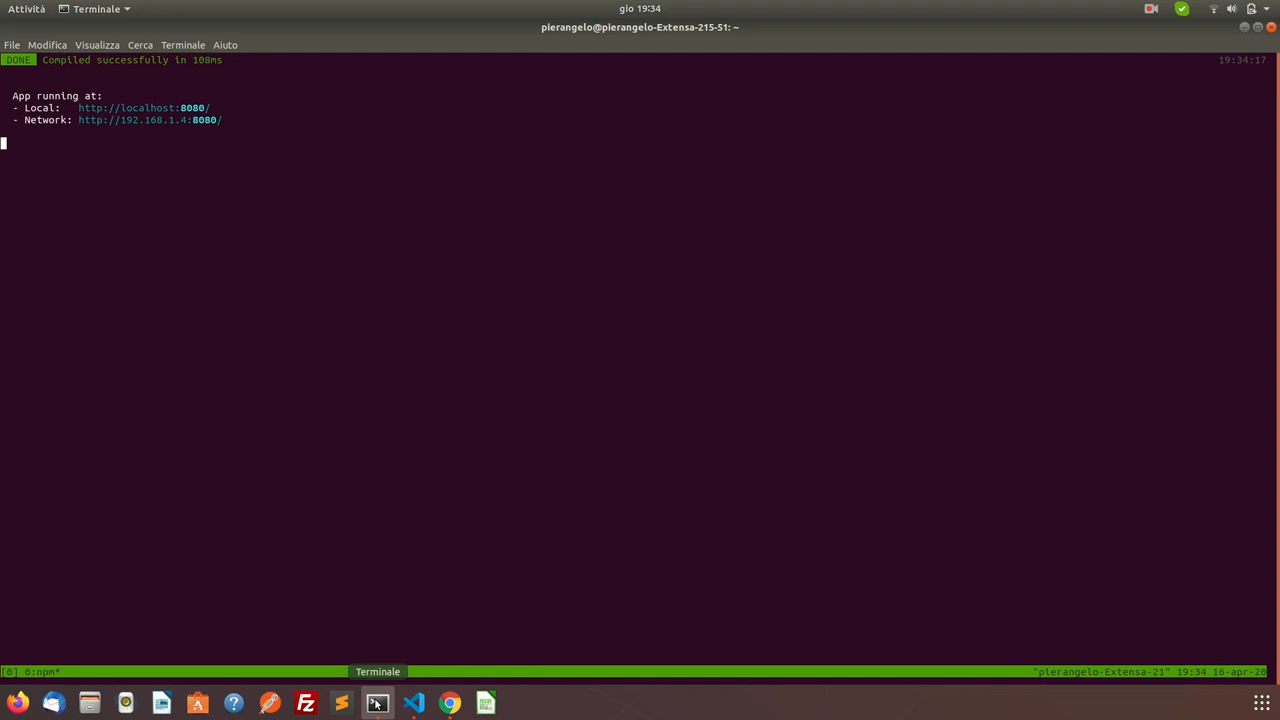 Attività Terminale gio 19:34
pierangelo@pierangelo-Extensa-215-51: ~
File Modifica Visualizza Cerca Terminale Aiuto
DONE Compiled successfully in 108ms 19:34:17
App running at:
- Local: http://localhost:8080/
- Network: http://192.168.1.4:8080/
[0] 0:npm* "pierangelo-Extensa-21" 19:34 16-apr-20
Terminale